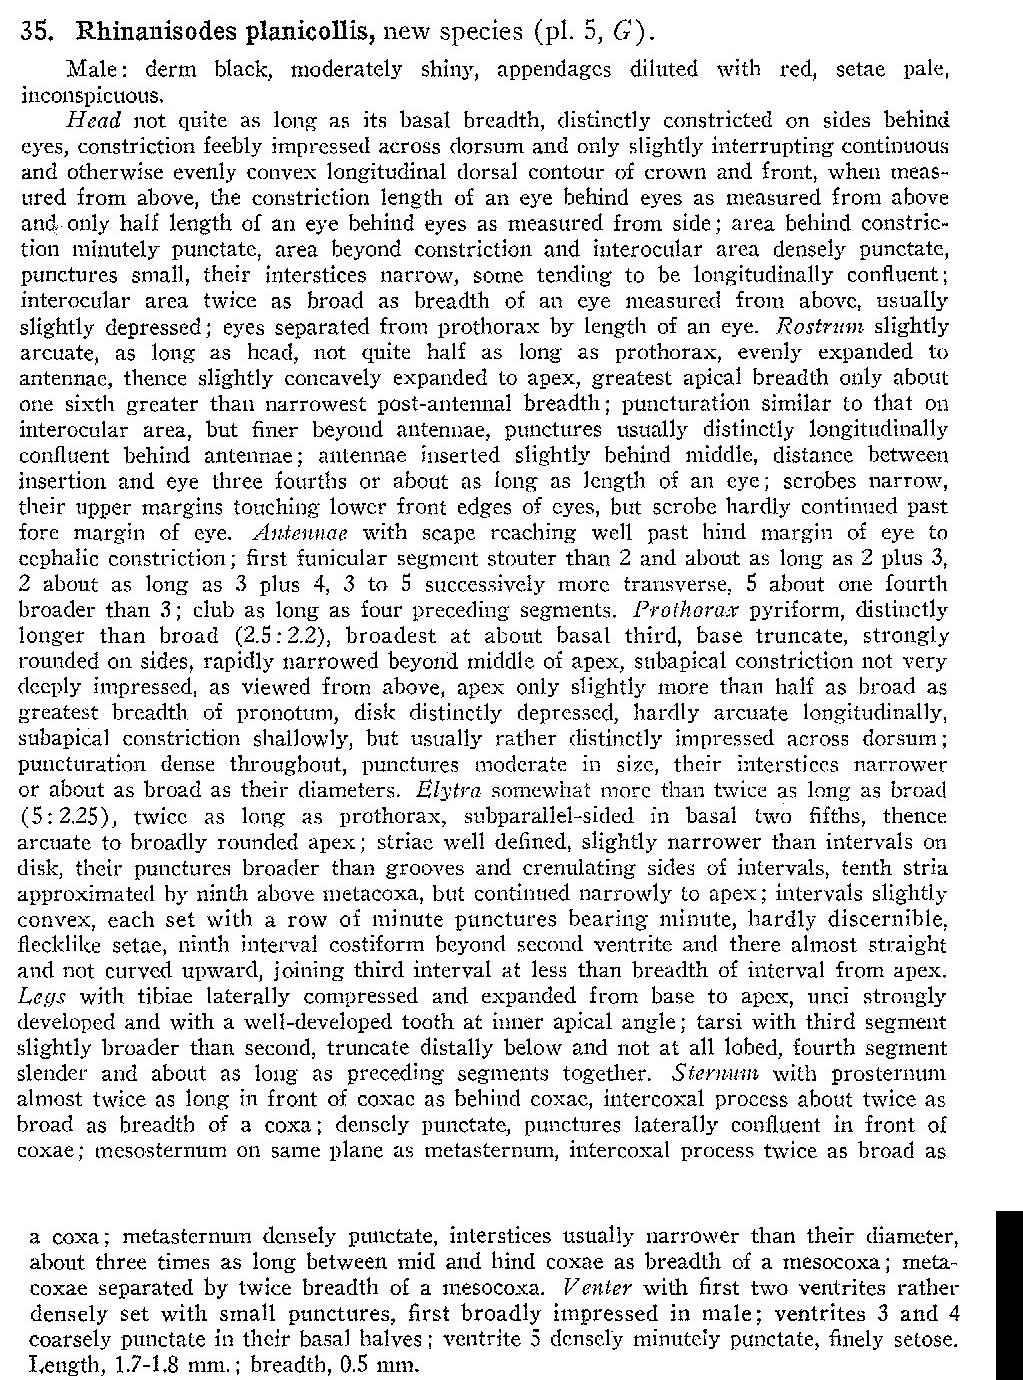 35. Rhinanisodes planicollis, new species (pl. 5, G).
Male: derm black, moderately shiny, appendages diluted with red, setae pale,
inconspicuous.
Head not quite as long as its basal breadth, distinctly constricted on sides behind
eyes, constriction feebly impressed across dorsum and only slightly interrupting continuous
and otherwise evenly convex longitudinal dorsal contour of crown and front, when meas-
ured from above, the constriction length of an eye behind eyes as measured from above
and only half length of an eye behind eyes as measured from side; area behind constric-
tion minutely punctate, area beyond constriction and interocular area densely punctate,
punctures small, their interstices narrow, some tending to be longitudinally confluent;
interocular area twice as broad as breadth of an eye measured from above, usually
slightly depressed; eyes separated from prothorax by length of an eye. Rostrum slightly
arcuate, as long as head, not quite half as long as prothorax, evenly expanded to
antennae, thence slightly concavely expanded to apex, greatest apical breadth only about
one sixth greater than narrowest post-antennal breadth; puncturation similar to that on
interocular area, but finer beyond antennae, punctures usually distinctly longitudinally
confluent behind antennae; antennae inserted slightly behind middle, distance between
insertion and eye three fourths or about as long as length of an eye; scrobes narrow,
their upper margins touching lower front edges of eyes, but scrobe hardly continued past
fore margin of eye. Antennae with scape reaching well past hind margin of eye to
cephalic constriction; first funicular segment stouter than 2 and about as long as 2 plus 3,
2 about as long as 3 plus 4, 3 to 5 successively more transverse, 5 about one fourth
broader than 3; club as long as four preceding segments. Prothorax pyriform, distinctly
longer than broad (2.5:2.2), broadest at about basal third, base truncate, strongly
rounded on sides, rapidly narrowed beyond middle of apex, subapical constriction not very
deeply impressed, as viewed from above, apex only slightly more than half as broad as
greatest breadth of pronotum, disk distinctly depressed, hardly arcuate longitudinally,
subapical constriction shallowly, but usually rather distinctly impressed across dorsum;
puncturation dense throughout, punctures moderate in size, their interstices narrower
or about as broad as their diameters. Elytra somewhat more than twice as long as broad
(5:2.25), twice as long as prothorax, subparallel-sided in basal two fifths, thence
arcuate to broadly rounded apex; striae well defined, slightly narrower than intervals on
disk, their punctures broader than grooves and crenulating sides of intervals, tenth stria
approximated by ninth above metacoxa, but continued narrowly to apex; intervals slightly
convex, each set with a row of minute punctures bearing minute, hardly discernible,
flecklike setae, ninth interval costiform beyond second ventrite and there almost straight
and not curved upward, joining third interval at less than breadth of interval from apex.
Legs with tibiae laterally compressed and expanded from base to apex, unci strongly
developed and with a well-developed tooth at inner apical angle; tarsi with third segment
slightly broader than second, truncate distally below and not at all lobed, fourth segment
slender and about as long as preceding segments together. Sternum with prosternum
almost twice as long in front of coxae as behind coxae, intercoxal process about twice as
broad as breadth of a coxa; densely punctate, punctures laterally confluent in front of
coxae; mesosternum on same plane as metasternum, intercoxal process twice as broad as
a coxa; metasternum densely punctate, interstices usually narrower than their diameter,
about three times as long between mid and hind coxae as breadth of a mesocoxa; meta-
coxae separated by twice breadth of a mesocoxa. Venter with first two ventrites rather
densely set with small punctures, first broadly impressed in male; ventrites 3 and 4
coarsely punctate in their basal halves; ventrite 5 densely minutely punctate, finely setose.
Length, 1.7-1.8 mm.; breadth, 0.5 mm.